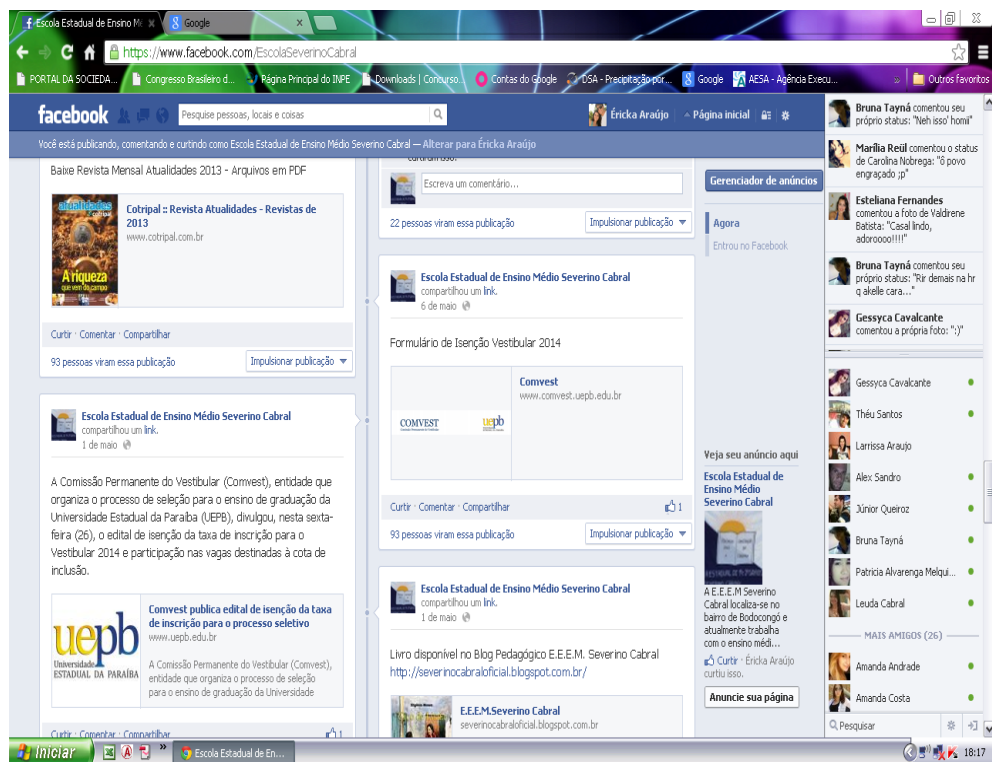 Escola Estadual de Ensino Mé
Google
https://www.facebook.com/EscolaSeverinoCabral
PORTAL DA SOCIEDA...
Congresso Brasileiro d...
Página Principal do INPE
Downloads | Concurso...
Contas do Google
DSA - Precipitação por...
Google
AESA - Agência Execu...
»
Outros favoritos
facebook
Pesquise pessoas, locais e coisas
Éricka Araújo
Página inicial
Você está publicando, comentando e curtindo como Escola Estadual de Ensino Médio Severino Cabral — Alterar para Éricka Araújo
Baixe Revista Mensal Atualidades 2013 - Arquivos em PDF
atualidades
cotripal
A riqueza
que vem do campo
Cotripal :: Revista Atualidades - Revistas de
2013
www.cotripal.com.br
Curtir · Comentar · Compartilhar
93 pessoas viram essa publicação
Impulsionar publicação
Escola Estadual de Ensino Médio Severino Cabral
compartilhou um link.
1 de maio
A Comissão Permanente do Vestibular (Comvest), entidade que
organiza o processo de seleção para o ensino de graduação da
Universidade Estadual da Paraíba (UEPB), divulgou, nesta sexta-
feira (26), o edital de isenção da taxa de inscrição para o
Vestibular 2014 e participação nas vagas destinadas à cota de
inclusão.
uepb
Universidade
ESTADUAL DA PARAÍBA
Comvest publica edital de isenção da taxa
de inscrição para o processo seletivo
www.uepb.edu.br
A Comissão Permanente do Vestibular (Comvest),
entidade que organiza o processo de seleção
para o ensino de graduação da Universidade
Curtir · Comentar · Compartilhar
1
curtiram isso.
Escreva um comentário...
22 pessoas viram essa publicação
Impulsionar publicação
Escola Estadual de Ensino Médio Severino Cabral
compartilhou um link.
6 de maio
Formulário de Isenção Vestibular 2014
COMVEST
uepb
Comvest
www.comvest.uepb.edu.br
Curtir · Comentar · Compartilhar
1
93 pessoas viram essa publicação
Impulsionar publicação
Escola Estadual de Ensino Médio Severino Cabral
compartilhou um link.
1 de maio
Livro disponível no Blog Pedagógico E.E.E.M. Severino Cabral
http://severinocabraloficial.blogspot.com.br/
E.E.E.M.Severino Cabral
severinocabraloficial.blogspot.com.br
Gerenciador de anúncios
Agora
Entrou no Facebook
Veja seu anúncio aqui
Escola Estadual de
Ensino Médio
Severino Cabral
A E.E.E.M Severino
Cabral localiza-se no
bairro de Bodocongó e
atualmente trabalha
com o ensino médi...
Curtir · Éricka Araújo
curtiu isso.
Anuncie sua página
Bruna Tayná comentou seu
próprio status: "Neh isso' homii"
Marília Reül comentou o status
de Carolina Nobrega: "ô povo
engraçado ;p"
Esteliana Fernandes
comentou a foto de Valdirene
Batista: "Casal lindo,
adoroooo!!!!"
Bruna Tayná comentou seu
próprio status: "Rir demais na hr
q akelle cara..."
Gessyca Cavalcante
comentou a própria foto: ":)"
Gessyca Cavalcante
Théu Santos
Larrissa Araujo
Alex Sandro
Júnior Queiroz
Bruna Tayná
Patricia Alvarenga Melqui...
Leuda Cabral
MAIS AMIGOS (26)
Amanda Andrade
Amanda Costa
Pesquisar
Iniciar
»
Escola Estadual de En...
18:17